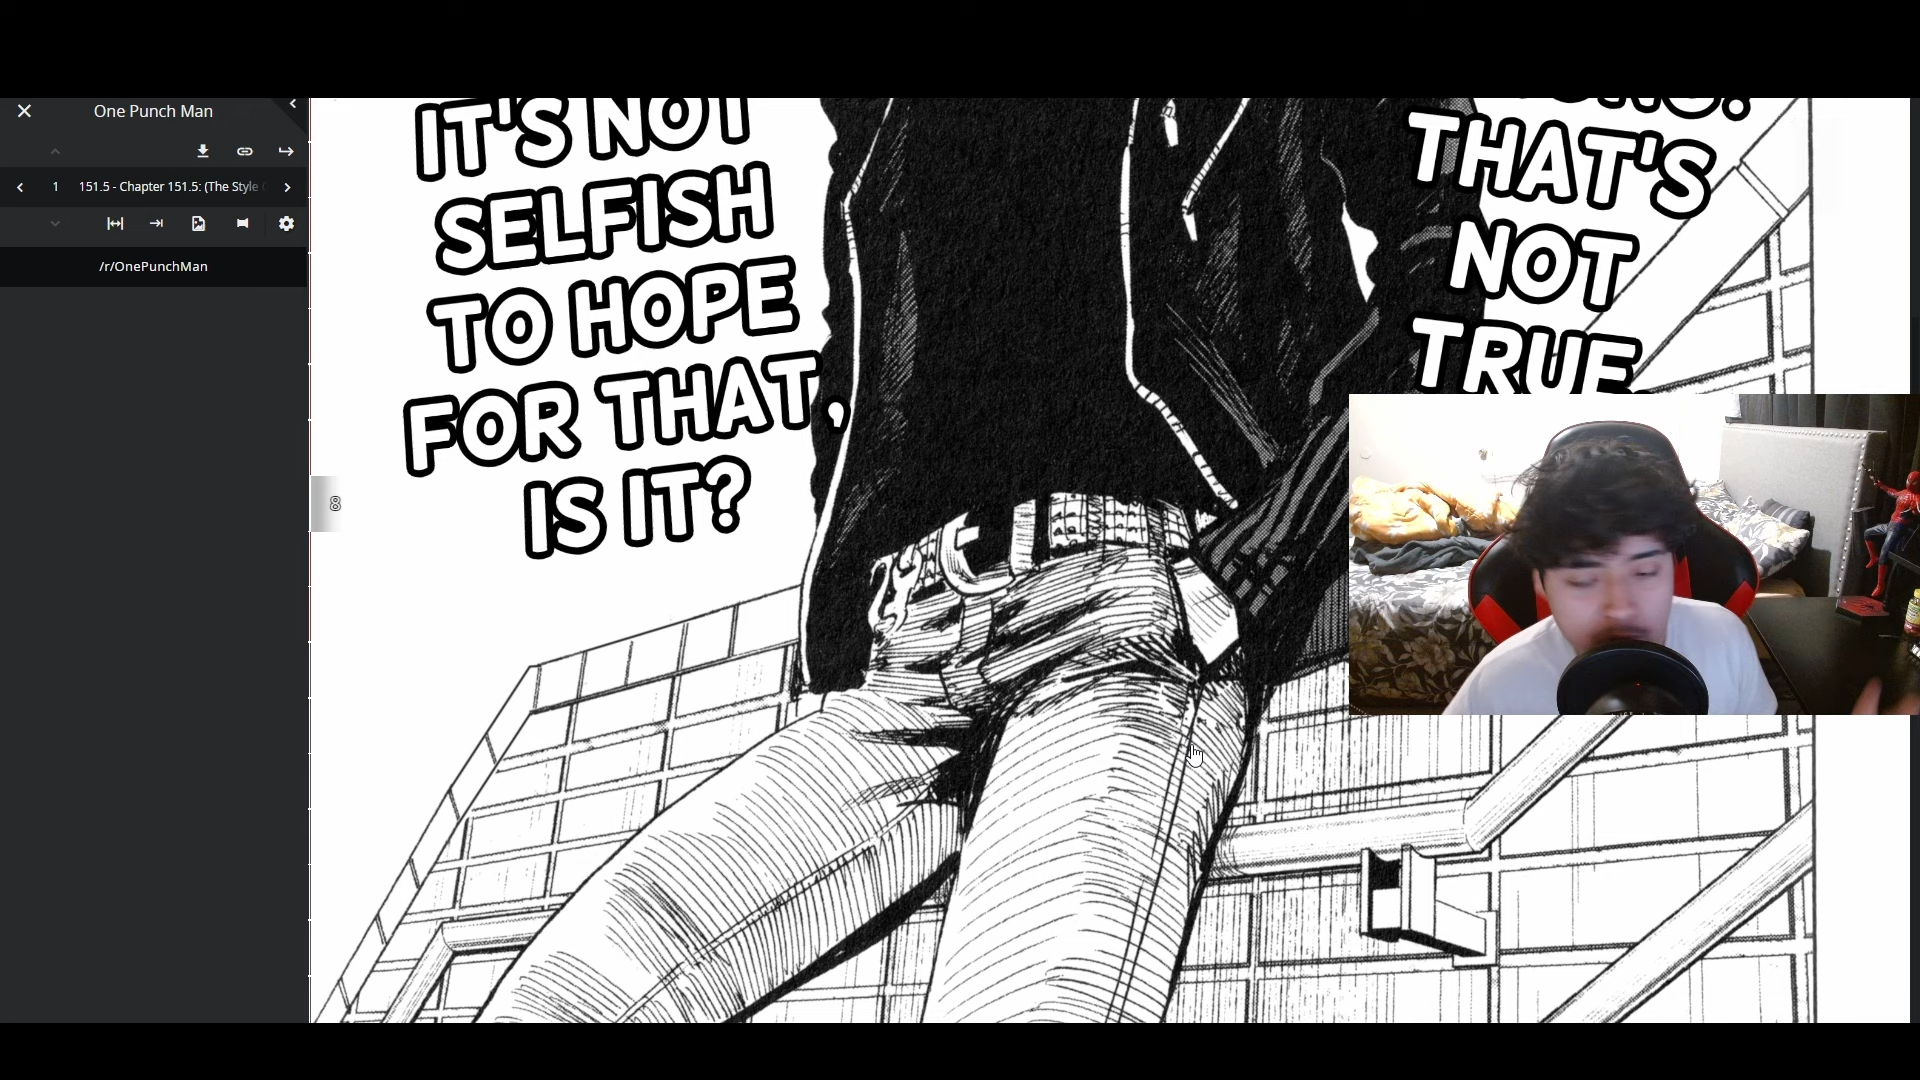 One Punch Man
1
151.5 - Chapter 151.5: (The Style
/r/OnePunchMan
8
IT'S NOT
SELFISH
TO HOPE
FOR THAT,
IS IT?
THAT'S
NOT
TRUE